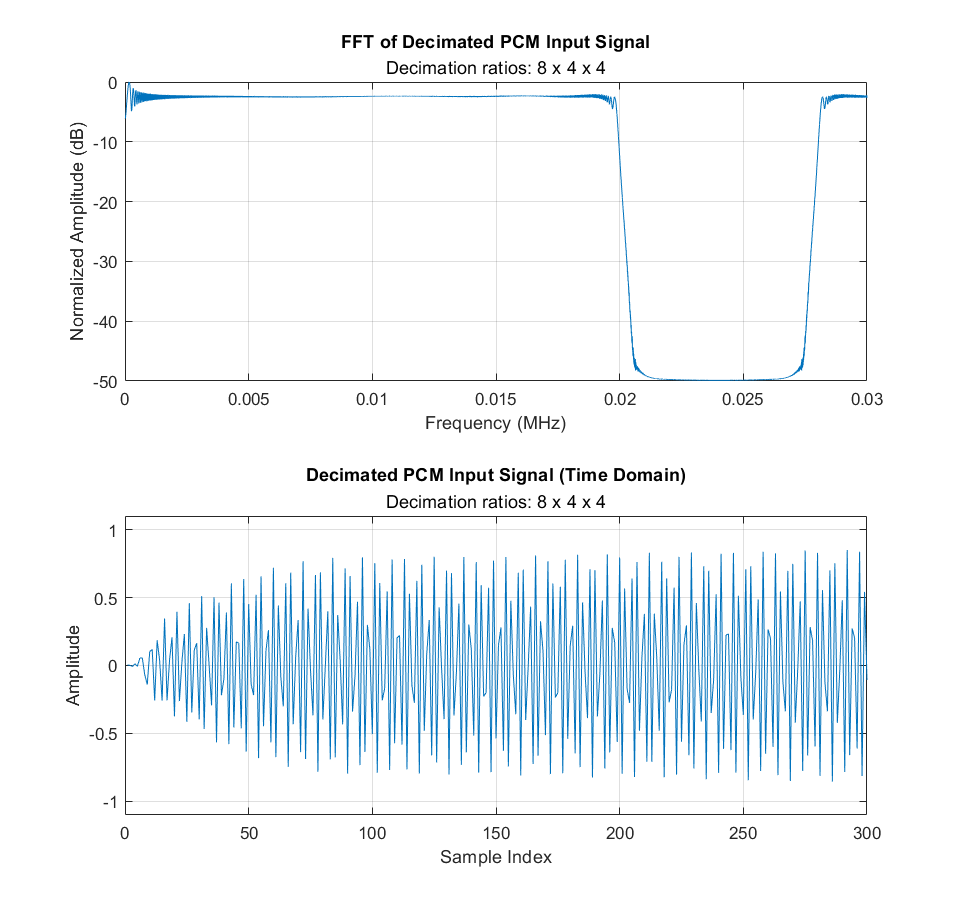 FFT of Decimated PCM Input Signal
Decimation ratios: 8 x 4 x 4
Normalized Amplitude (dB)
0
-10
-20
-30
-40
-50
0 0.005 0.01 0.015 0.02 0.025 0.03
Frequency (MHz)
Decimated PCM Input Signal (Time Domain)
Decimation ratios: 8 x 4 x 4
Amplitude
1
0.5
0
-0.5
-1
0 50 100 150 200 250 300
Sample Index